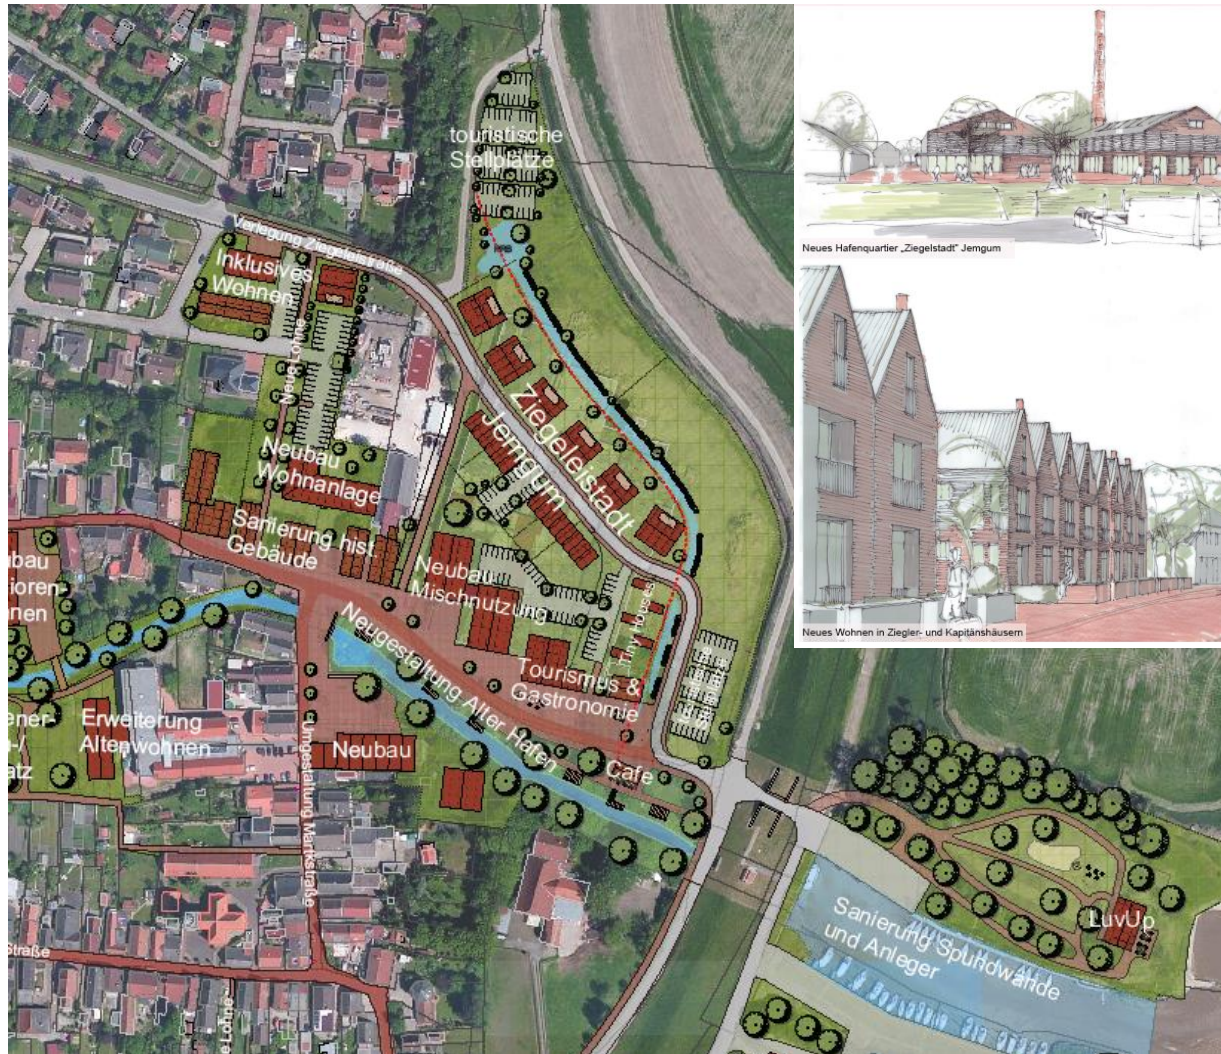 touristische
Stellplätze
Neues Hafenquartier „Ziegelstadt" Jemgum
Verlegung Ziegeleistraße
Inklusives
Wohnen
Neue Lohne
Ziegeleistadt
Jemgum
Neubau
Wohnanlage
Sanierung hist
Gebäude
Neubau
Mischnutzung
Tiny Houses
Neues Wohnen in Ziegler- und Kapitänshäusern
Tourismus &
Gastronomie
Neugestaltung Alter Hafen
Erweiterung
Altenwohnen
Neubau
Cafe
Umgestaltung Marktstraße
LuvUp
Sanierung Spundwände
und Anleger
Straße
e Lohne